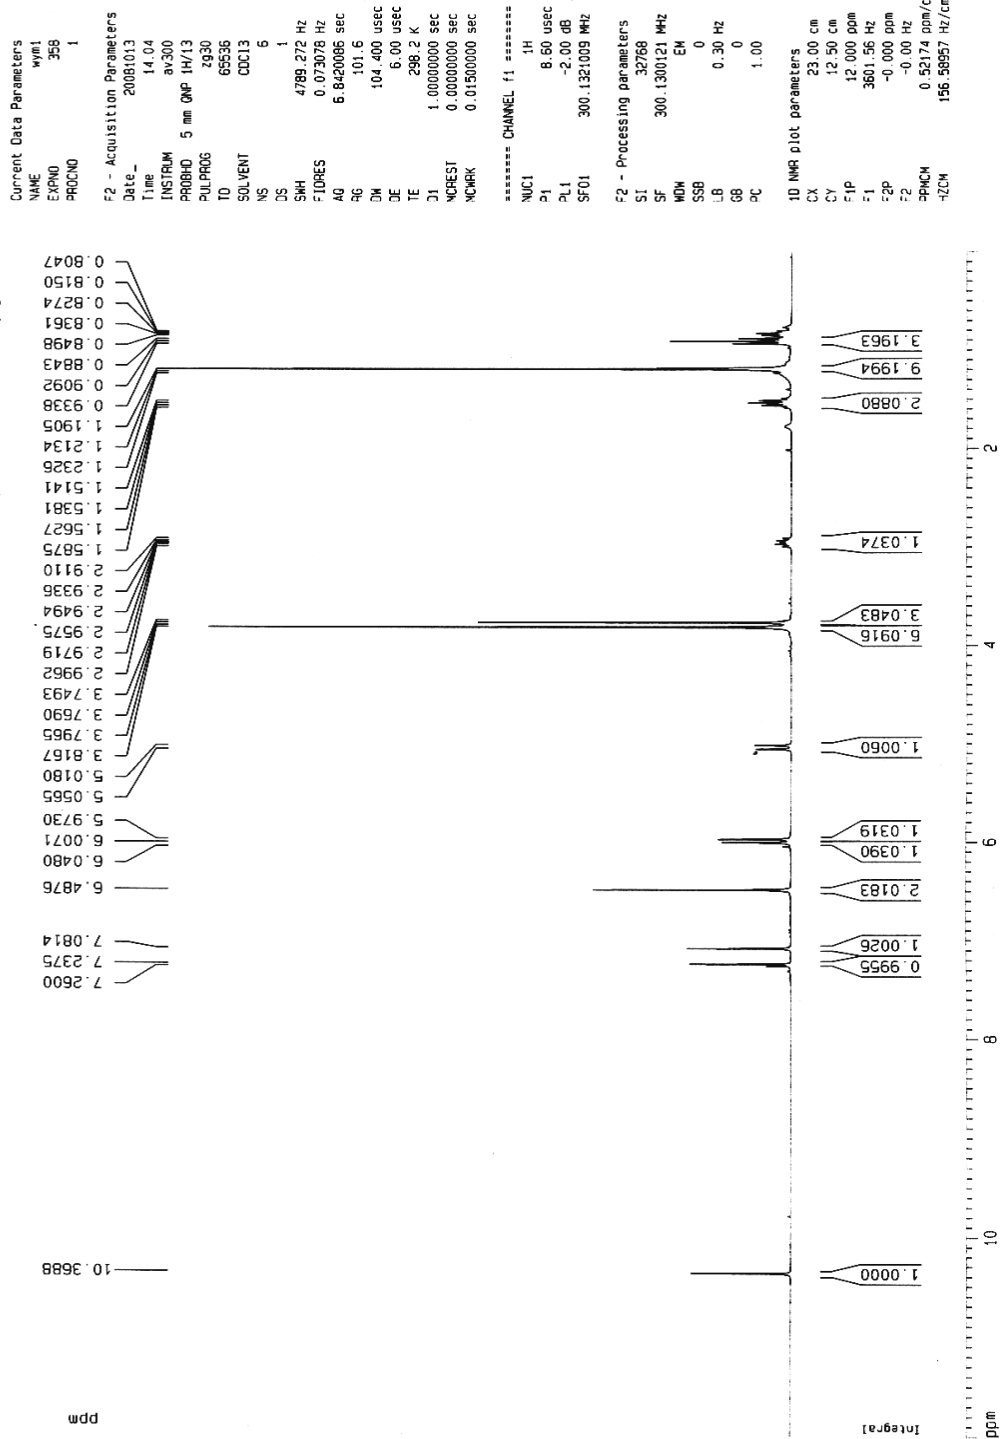 Current Data Parameters
NAME wym1
EXPNO 358
PROCNO 1
F2 - Acquisition Parameters
Date_ 20081013
Time 14.04
INSTRUM av300
PROBHD 5 mm QNP 1H/13
PULPROG zg30
TD 65536
SOLVENT CDCl3
NS 6
DS 1
SWH 4789.272 Hz
FIDRES 0.073078 Hz
AQ 6.8420086 sec
RG 101.6
DW 104.400 usec
DE 6.00 usec
TE 298.2 K
D1 1.00000000 sec
MCREST 0.00000000 sec
MCWRK 0.01500000 sec
======== CHANNEL f1 ========
NUC1 1H
P1 8.60 usec
PL1 -2.00 dB
SFO1 300.1321009 MHz
F2 - Processing parameters
SI 32768
SF 300.1300121 MHz
WDW EM
SSB 0
LB 0.30 Hz
GB 0
PC 1.00
1D NMR plot parameters
CX 23.00 cm
CY 12.50 cm
F1P 12.000 ppm
F1 3601.56 Hz
F2P -0.000 ppm
F2 -0.00 Hz
PPMCM 0.52174 ppm/c
HZCM 156.58957 Hz/cm
0.8047
0.8150
0.8274
0.8361
0.8498
0.8843
0.9092
0.9338
1.1905
1.2134
1.2326
1.5141
1.5381
1.5627
1.5875
2.9110
2.9336
2.9494
2.9575
2.9719
2.9962
3.7493
3.7690
3.7965
3.8167
5.0180
5.0565
5.9730
6.0071
6.0480
6.4876
7.0814
7.2375
7.2600
10.3688
ppm
3.1963
9.1994
2.0880
1.0374
3.0483
6.0916
1.0060
1.0319
1.0390
2.0183
1.0026
0.9955
1.0000
Integral
2
4
6
8
10
ppm